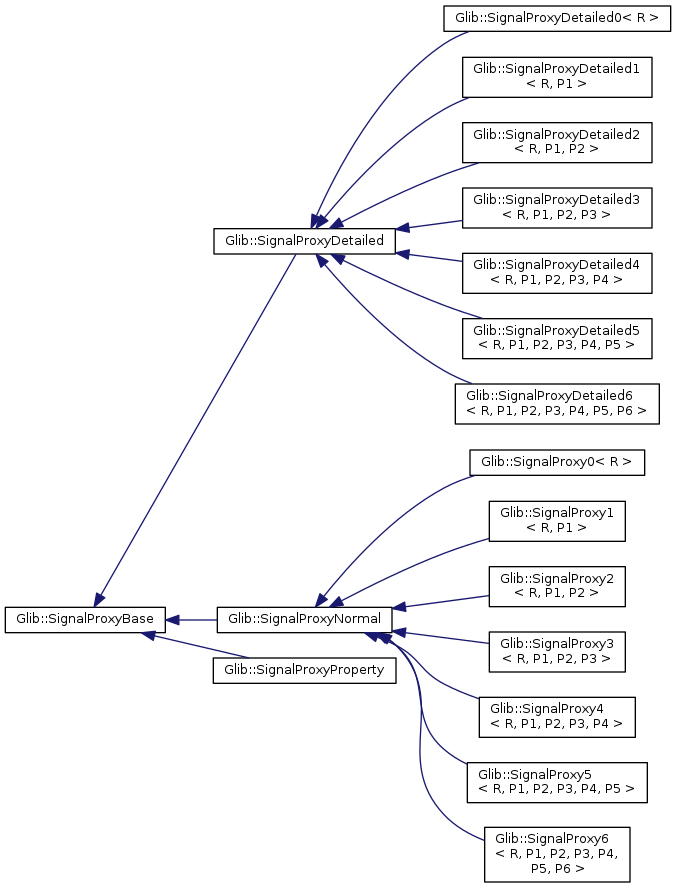 Glib::SignalProxyDetailed0< R >
Glib::SignalProxyDetailed1
< R, P1 >
Glib::SignalProxyDetailed2
< R, P1, P2 >
Glib::SignalProxyDetailed3
< R, P1, P2, P3 >
Glib::SignalProxyDetailed
Glib::SignalProxyDetailed4
< R, P1, P2, P3, P4 >
Glib::SignalProxyDetailed5
< R, P1, P2, P3, P4, P5 >
Glib::SignalProxyDetailed6
< R, P1, P2, P3, P4, P5, P6 >
Glib::SignalProxy0< R >
Glib::SignalProxy1
< R, P1 >
Glib::SignalProxy2
< R, P1, P2 >
Glib::SignalProxyBase
Glib::SignalProxyNormal
Glib::SignalProxy3
< R, P1, P2, P3 >
Glib::SignalProxyProperty
Glib::SignalProxy4
< R, P1, P2, P3, P4 >
Glib::SignalProxy5
< R, P1, P2, P3, P4, P5 >
Glib::SignalProxy6
< R, P1, P2, P3, P4,
P5, P6 >